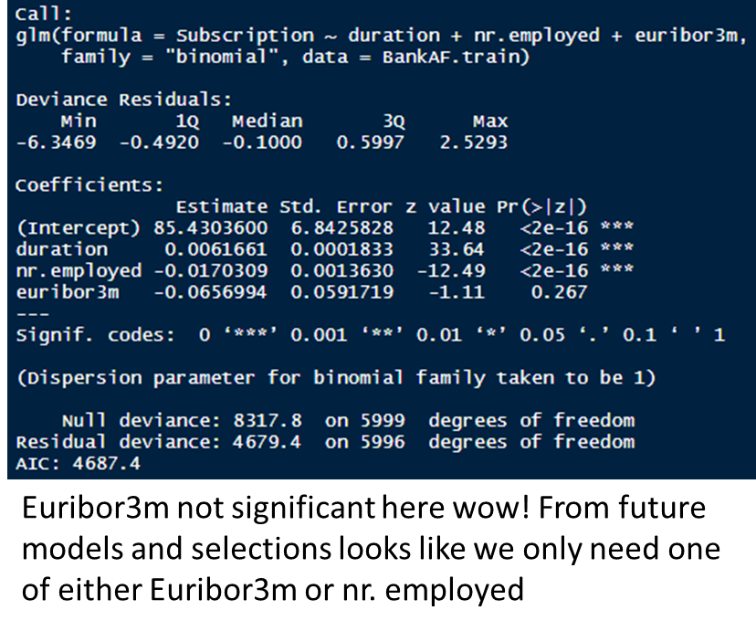 Call:
glm(formula = Subscription ~ duration + nr.employed + euribor3m,
    family = "binomial", data = BankAF.train)
Deviance Residuals:
    Min      1Q  Median      3Q     Max
-6.3469 -0.4920 -0.1000  0.5997  2.5293
Coefficients:
              Estimate Std. Error z value Pr(>|z|)
(Intercept) 85.4303600  6.8425828   12.48   <2e-16 ***
duration     0.0061661  0.0001833   33.64   <2e-16 ***
nr.employed -0.0170309  0.0013630  -12.49   <2e-16 ***
euribor3m   -0.0656994  0.0591719   -1.11    0.267
---
Signif. codes:  0 ‘***’ 0.001 ‘**’ 0.01 ‘*’ 0.05 ‘.’ 0.1 ‘ ’ 1
(Dispersion parameter for binomial family taken to be 1)
    Null deviance: 8317.8  on 5999  degrees of freedom
Residual deviance: 4679.4  on 5996  degrees of freedom
AIC: 4687.4
Euribor3m not significant here wow! From future
models and selections looks like we only need one
of either Euribor3m or nr. employed